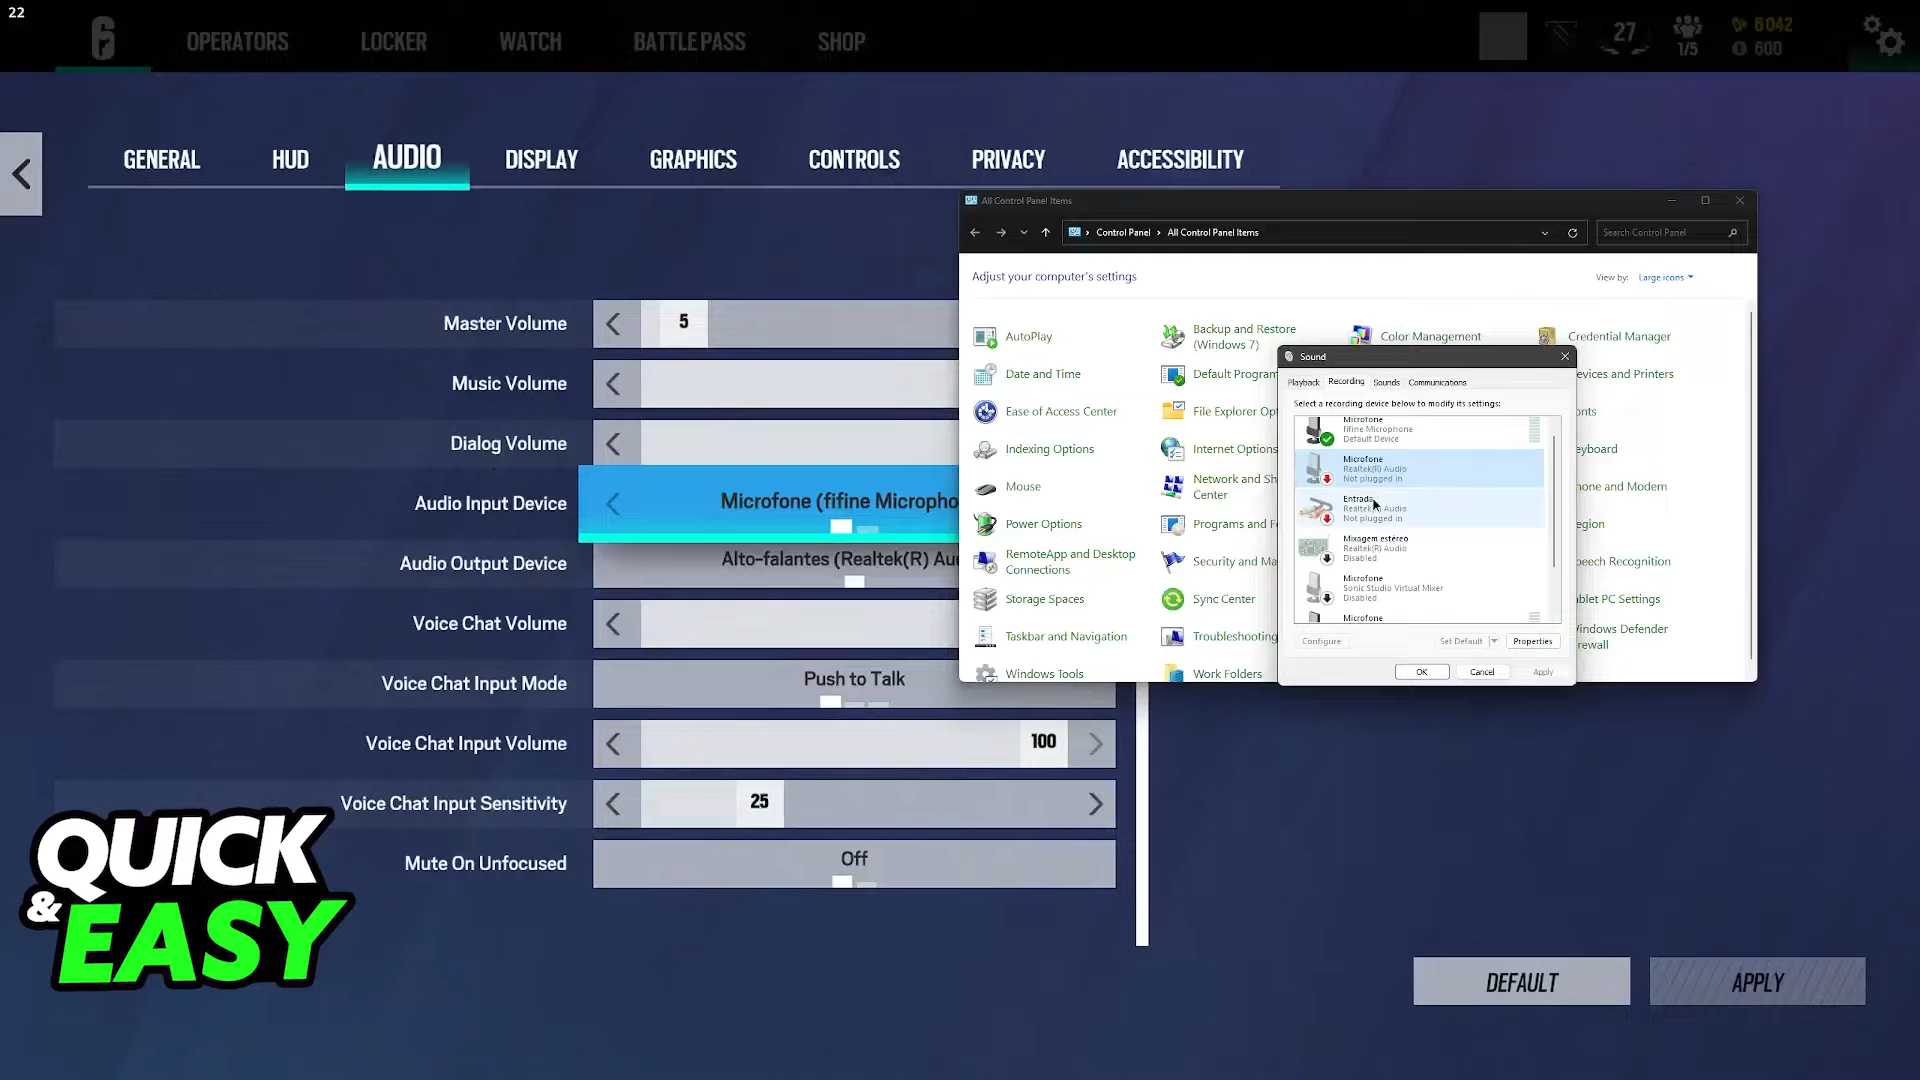 22
OPERATORS
LOCKER
WATCH
BATTLE PASS
SHOP
27
1/5
6042
600
GENERAL
HUD
AUDIO
DISPLAY
GRAPHICS
CONTROLS
PRIVACY
ACCESSIBILITY
Master Volume
5
Music Volume
Dialog Volume
Audio Input Device
Microfone (fifine Micropho
Audio Output Device
Alto-falantes (Realtek(R) Au
Voice Chat Volume
Voice Chat Input Mode
Push to Talk
Voice Chat Input Volume
100
Voice Chat Input Sensitivity
25
Mute On Unfocused
Off
DEFAULT
APPLY
QUICK
& EASY
All Control Panel Items
Control Panel
All Control Panel Items
Search Control Panel
Adjust your computer's settings
View by:
Large icons
AutoPlay
Backup and Restore
(Windows 7)
Color Management
Credential Manager
Date and Time
Default Program
evices and Printers
Ease of Access Center
File Explorer Opt
onts
Indexing Options
Internet Options
eyboard
Mouse
Network and Sh
Center
hone and Modem
Power Options
Programs and F
egion
RemoteApp and Desktop
Connections
Security and Ma
peech Recognition
Storage Spaces
Sync Center
ablet PC Settings
Taskbar and Navigation
Troubleshooting
indows Defender
irewall
Windows Tools
Work Folders
Sound
Playback
Recording
Sounds
Communications
Select a recording device below to modify its settings:
Microfone
fifine Microphone
Default Device
Microfone
Realtek(R) Audio
Not plugged in
Entrada
Realtek Audio
Not plugged in
Mixagem estéreo
Realtek(R) Audio
Disabled
Microfone
Sonic Studio Virtual Mixer
Disabled
Microfone
Configure
Set Default
Properties
OK
Cancel
Apply